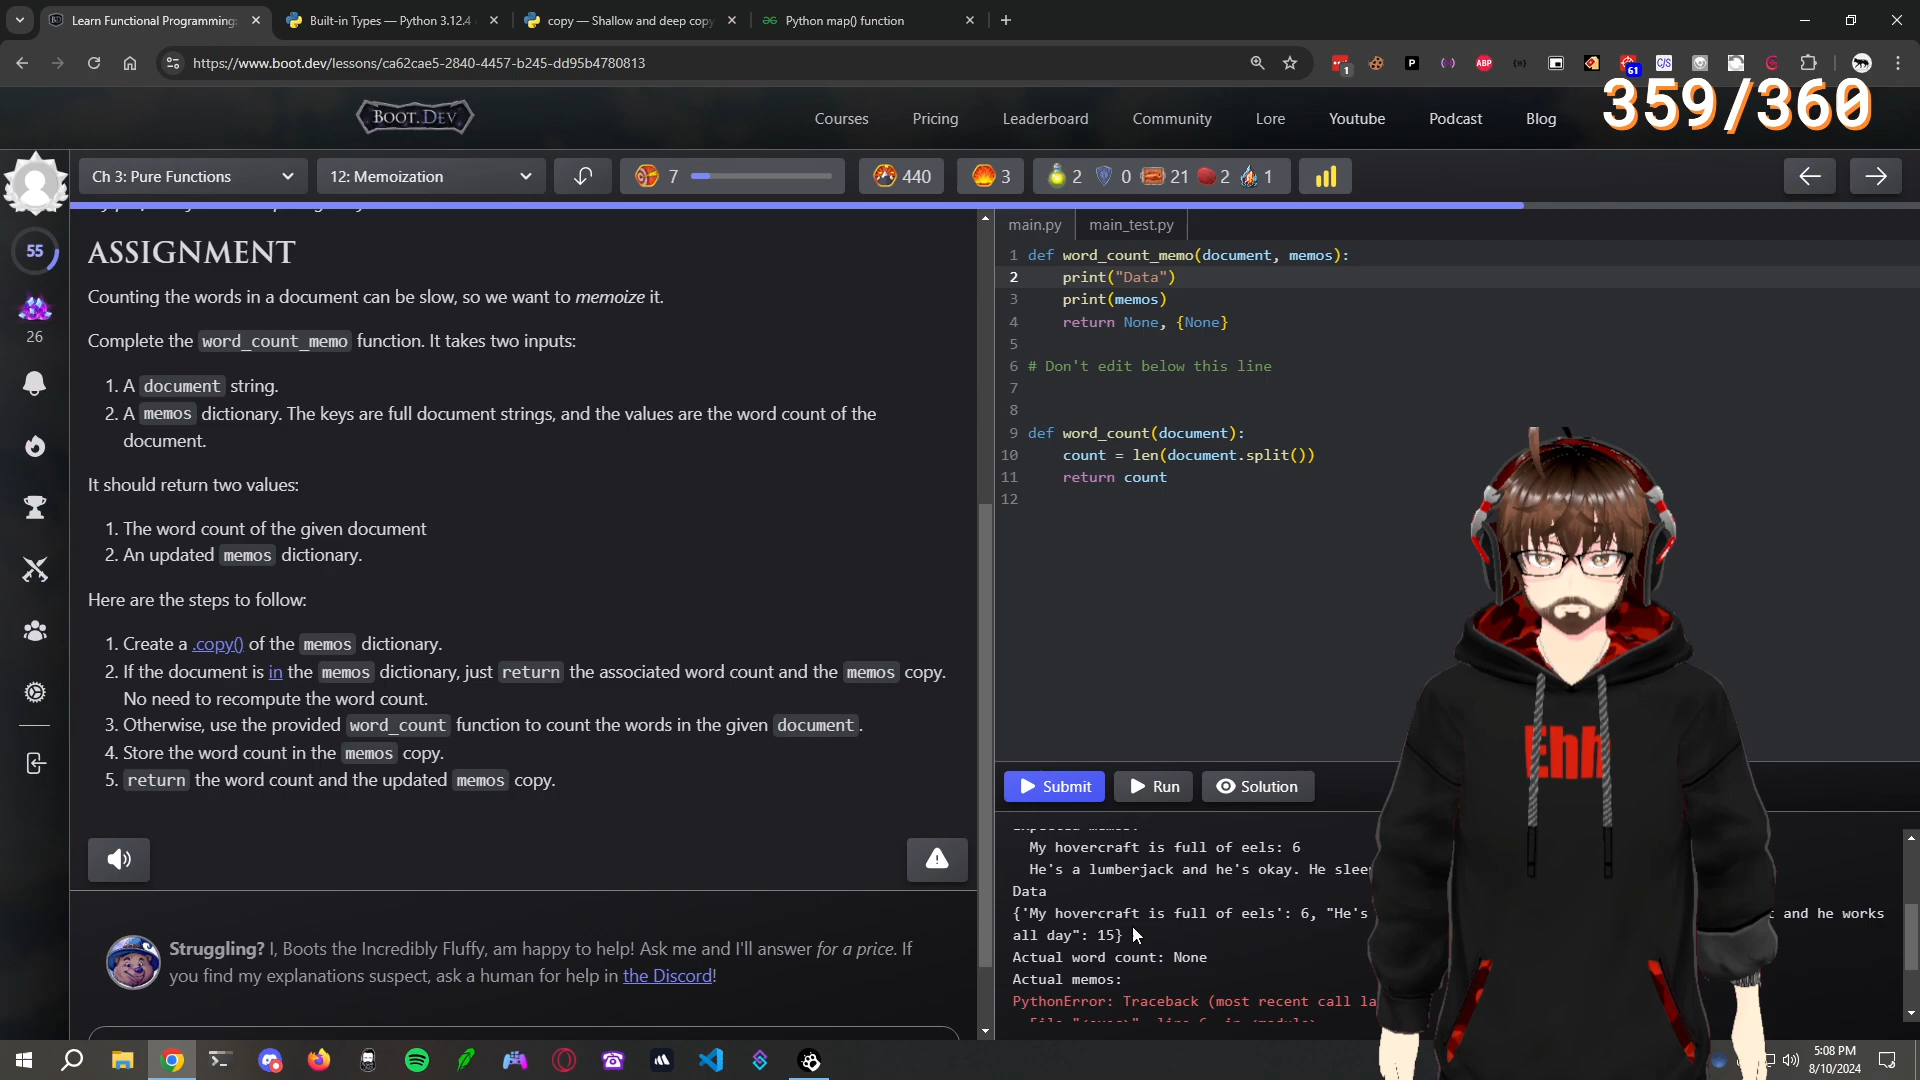 Learn Functional Programming:
Built-in Types — Python 3.12.4
copy — Shallow and deep copy
Python map() function
https://www.boot.dev/lessons/ca62cae5-2840-4457-b245-dd95b4780813
1
P
ABP
61
359/360
BOOT.DEV
Courses
Pricing
Leaderboard
Community
Lore
Youtube
Podcast
Blog
Ch 3: Pure Functions
12: Memoization
7
440
3
2
0
21
2
1
55
26
ASSIGNMENT
Counting the words in a document can be slow, so we want to memoize it.
Complete the word_count_memo function. It takes two inputs:
1. A document string.
2. A memos dictionary. The keys are full document strings, and the values are the word count of the
document.
It should return two values:
1. The word count of the given document
2. An updated memos dictionary.
Here are the steps to follow:
1. Create a .copy() of the memos dictionary.
2. If the document is in the memos dictionary, just return the associated word count and the memos copy.
No need to recompute the word count.
3. Otherwise, use the provided word_count function to count the words in the given document.
4. Store the word count in the memos copy.
5. return the word count and the updated memos copy.
Struggling? I, Boots the Incredibly Fluffy, am happy to help! Ask me and I'll answer for a price. If
you find my explanations suspect, ask a human for help in the Discord!
main.py
main_test.py
1 def word_count_memo(document, memos):
2 print("Data")
3 print(memos)
4 return None, {None}
5
6 # Don't edit below this line
7
8
9 def word_count(document):
10 count = len(document.split())
11 return count
12
Submit
Run
Solution
My hovercraft is full of eels: 6
He's a lumberjack and he's okay. He slee
Data
{'My hovercraft is full of eels': 6, "He's and he works
all day": 15}
Actual word count: None
Actual memos:
PythonError: Traceback (most recent call la
Ehh
5:08 PM
8/10/2024